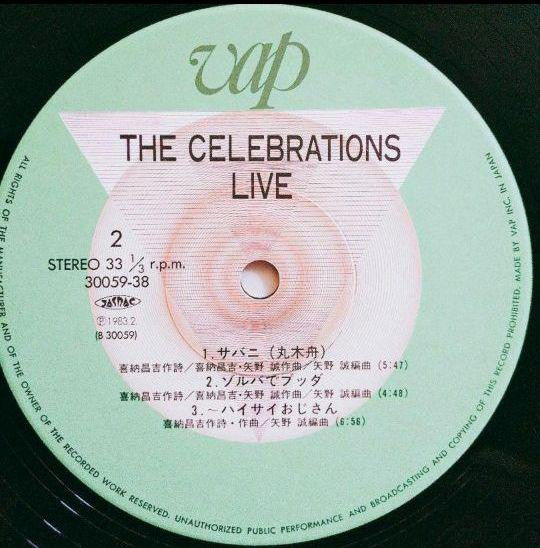 vap
THE CELEBRATIONS
LIVE
2
STEREO 33 1/3 r.p.m.
30059-38
JASRAC
Ⓟ1983.2.
(B 30059)
1.サバニ（丸木舟）
喜納昌吉作詩／喜納昌吉・矢野 誠作曲／矢野 誠編曲 (5:47)
2.ゾルバでブッダ
喜納昌吉作詩／喜納昌吉・矢野 誠作曲／矢野 誠編曲 (4:48)
3.～ハイサイおじさん
喜納昌吉作詩・作曲／矢野 誠編曲 (6:56)
ALL RIGHTS OF THE MANUFACTURER AND OF THE OWNER OF THE RECORDED WORK RESERVED. UNAUTHORIZED PUBLIC PERFORMANCE AND BROADCASTING AND COPYING OF THIS RECORD PROHIBITED. MADE BY VAP INC. IN JAPAN